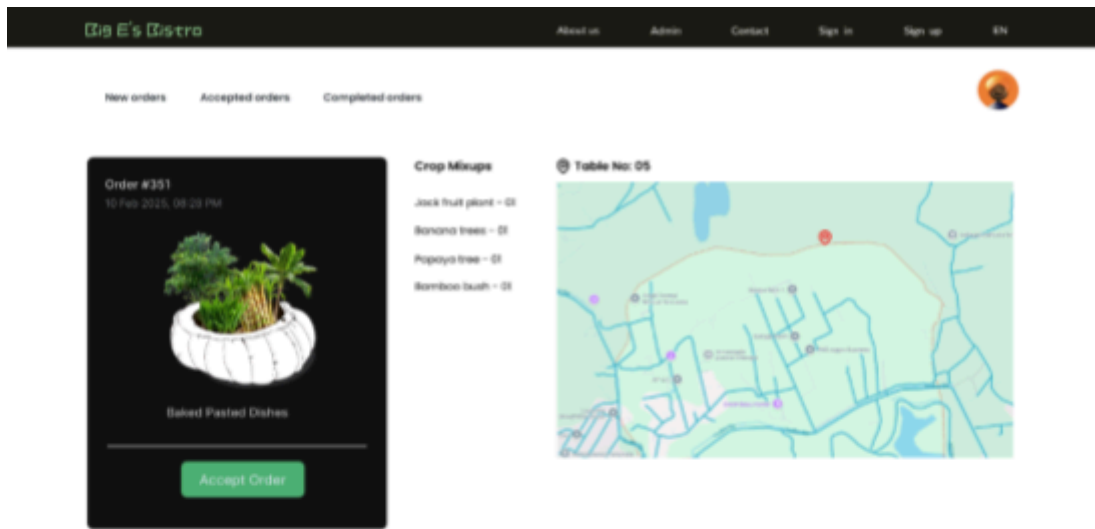 Big E's Bistro
About us Admin Contact Sign in Sign up EN
New orders Accepted orders Completed orders
Order #351
10 Feb 2025, 08:28 PM
Baked Pasted Dishes
Accept Order
Crop Mixups
Jack fruit plant - 01
Banana trees - 01
Papaya tree - 01
Bamboo bush - 01
Table No: 05